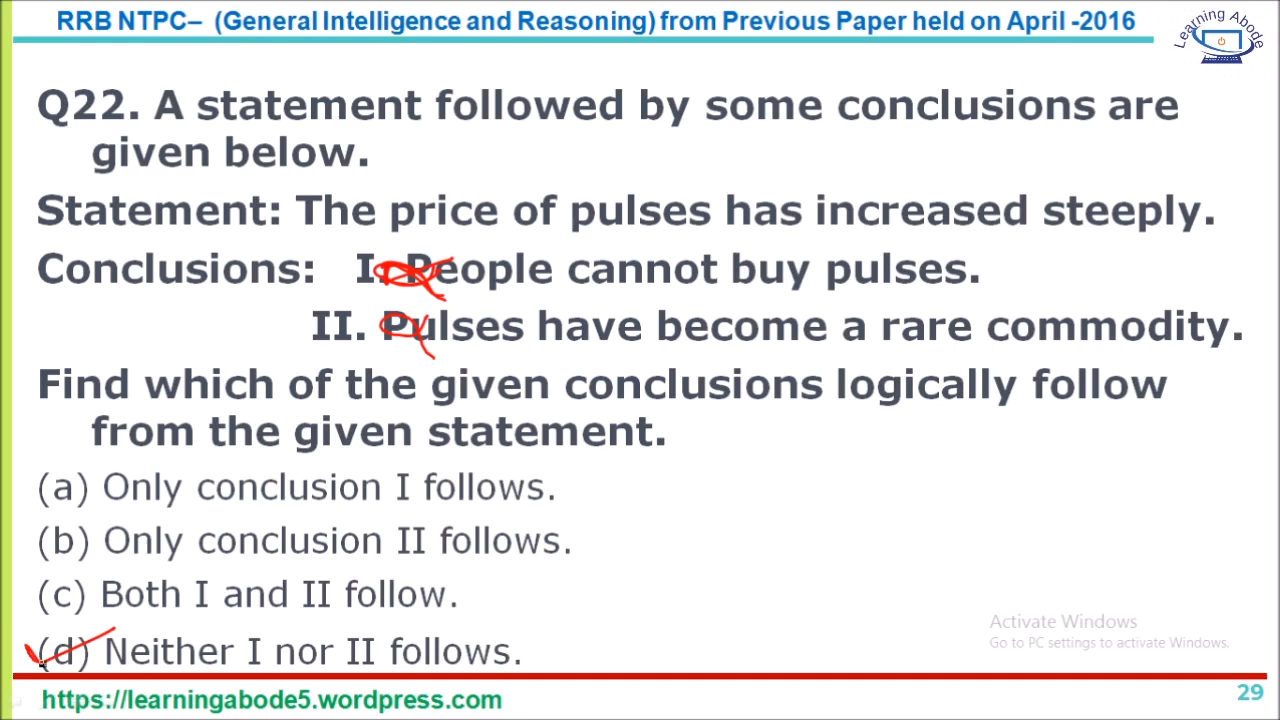 RRB NTPC– (General Intelligence and Reasoning) from Previous Paper held on April -2016
Learning Abode
Q22. A statement followed by some conclusions are
given below.
Statement: The price of pulses has increased steeply.
Conclusions: I. People cannot buy pulses.
II. Pulses have become a rare commodity.
Find which of the given conclusions logically follow
from the given statement.
(a) Only conclusion I follows.
(b) Only conclusion II follows.
(c) Both I and II follow.
(d) Neither I nor II follows.
Activate Windows
Go to PC settings to activate Windows.
https://learningabode5.wordpress.com
29